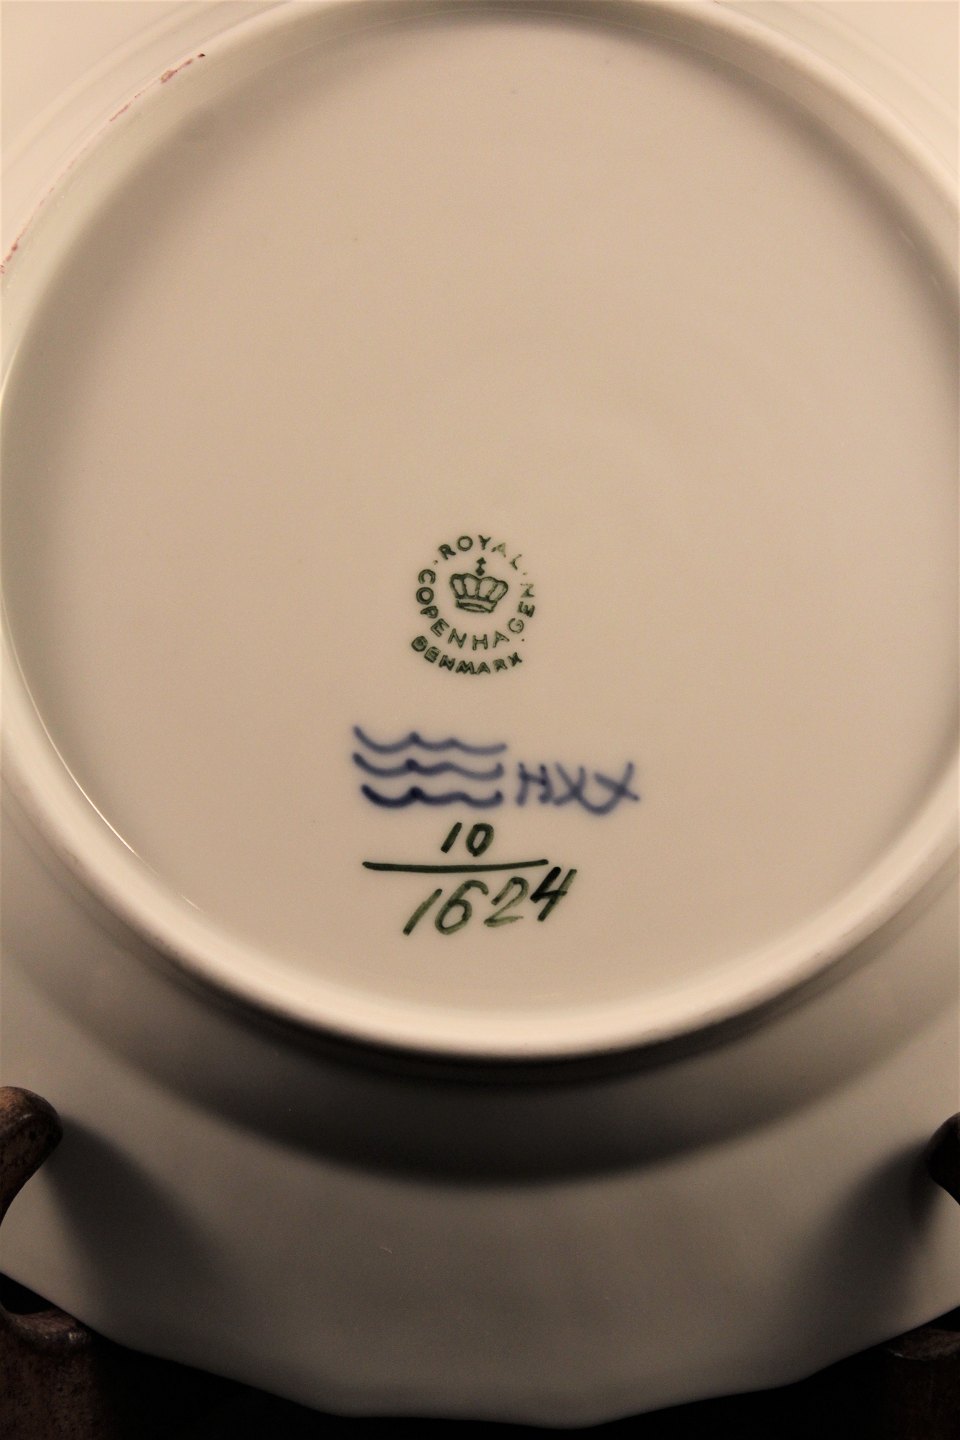 ROYAL
COPENHAGEN
DENMARK
HXX
10
1624